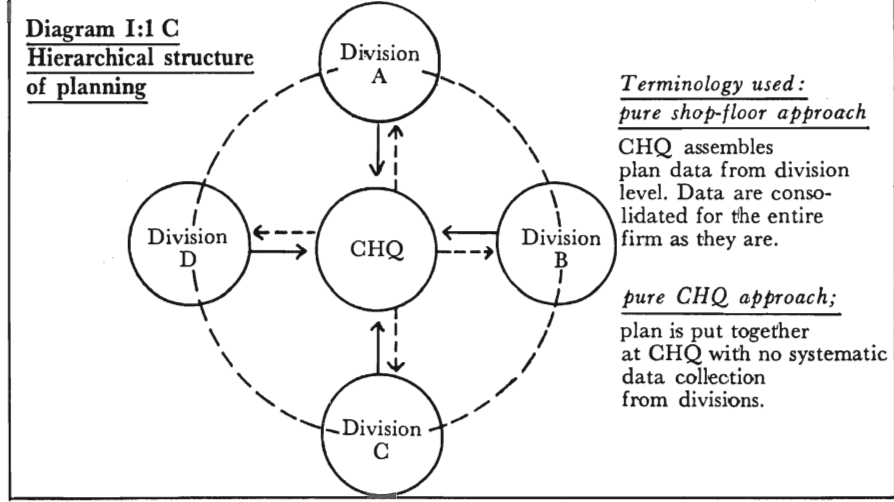 Diagram I:1 C
Hierarchical structure
of planning
Division
A
Division
D
CHQ
Division
B
Division
C
Terminology used:
pure shop-floor approach
CHQ assembles
plan data from division
level. Data are conso-
lidated for the entire
firm as they are.
pure CHQ approach;
plan is put together
at CHQ with no systematic
data collection
from divisions.